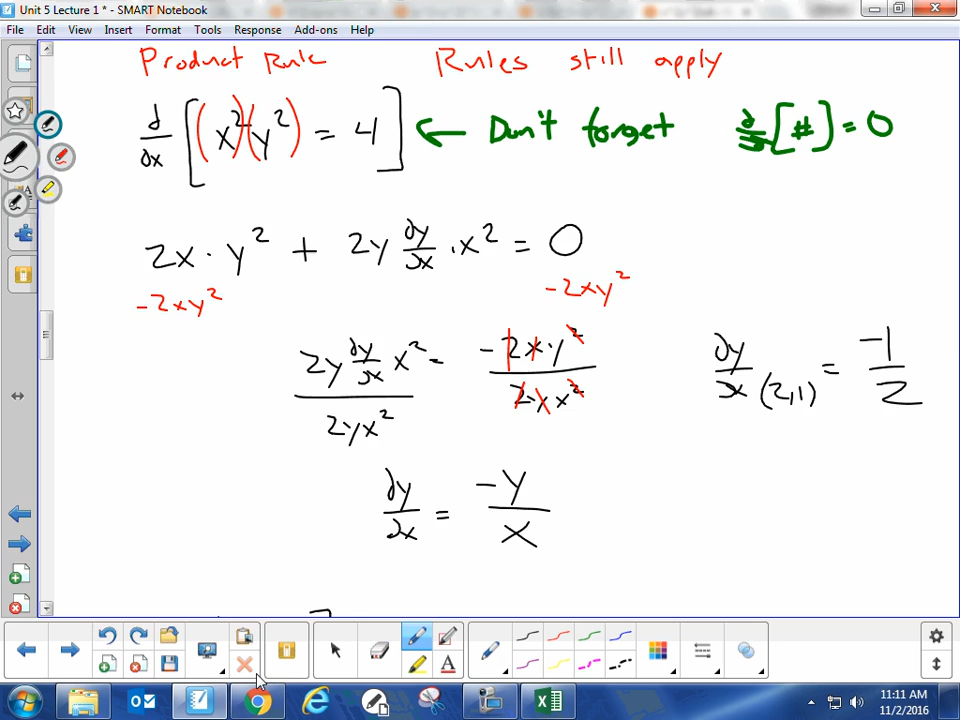 Unit 5 Lecture 1 * - SMART Notebook
File Edit View Insert Format Tools Response Add-ons Help
Product Rule Rules still apply
d/dx [(x²)(y²) = 4] ← Don't forget d/dx [#] = 0
2x · y² + 2y dy/dx · x² = 0
-2xy² -2xy²
2y dy/dx x² / 2yx² = -2x·y² / 2yx² dy/dx (2,1) = -1/2
dy/dx = -y/x
A
11:11 AM
11/2/2016